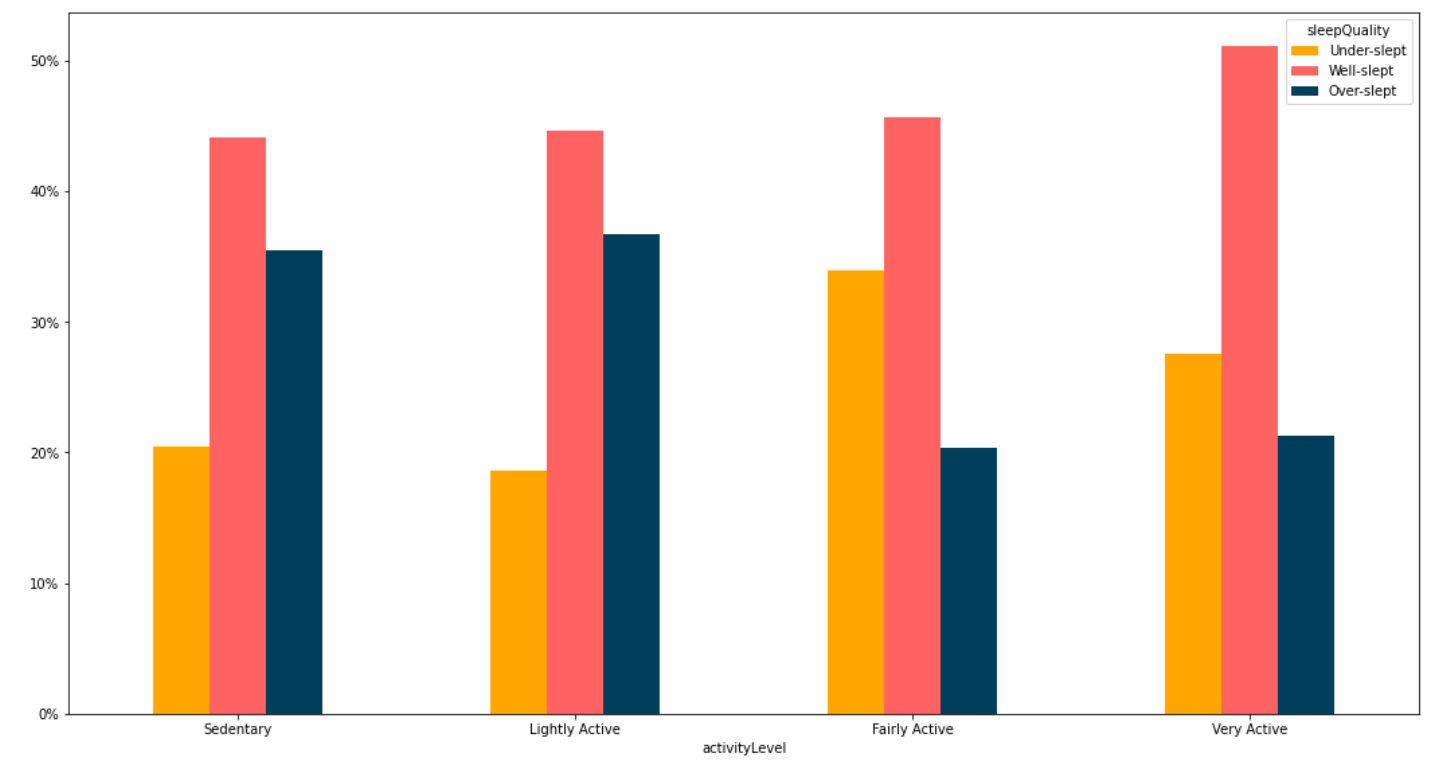 sleepQuality
Under-slept
Well-slept
Over-slept
50%
40%
30%
20%
10%
0%
Sedentary Lightly Active Fairly Active Very Active
activityLevel